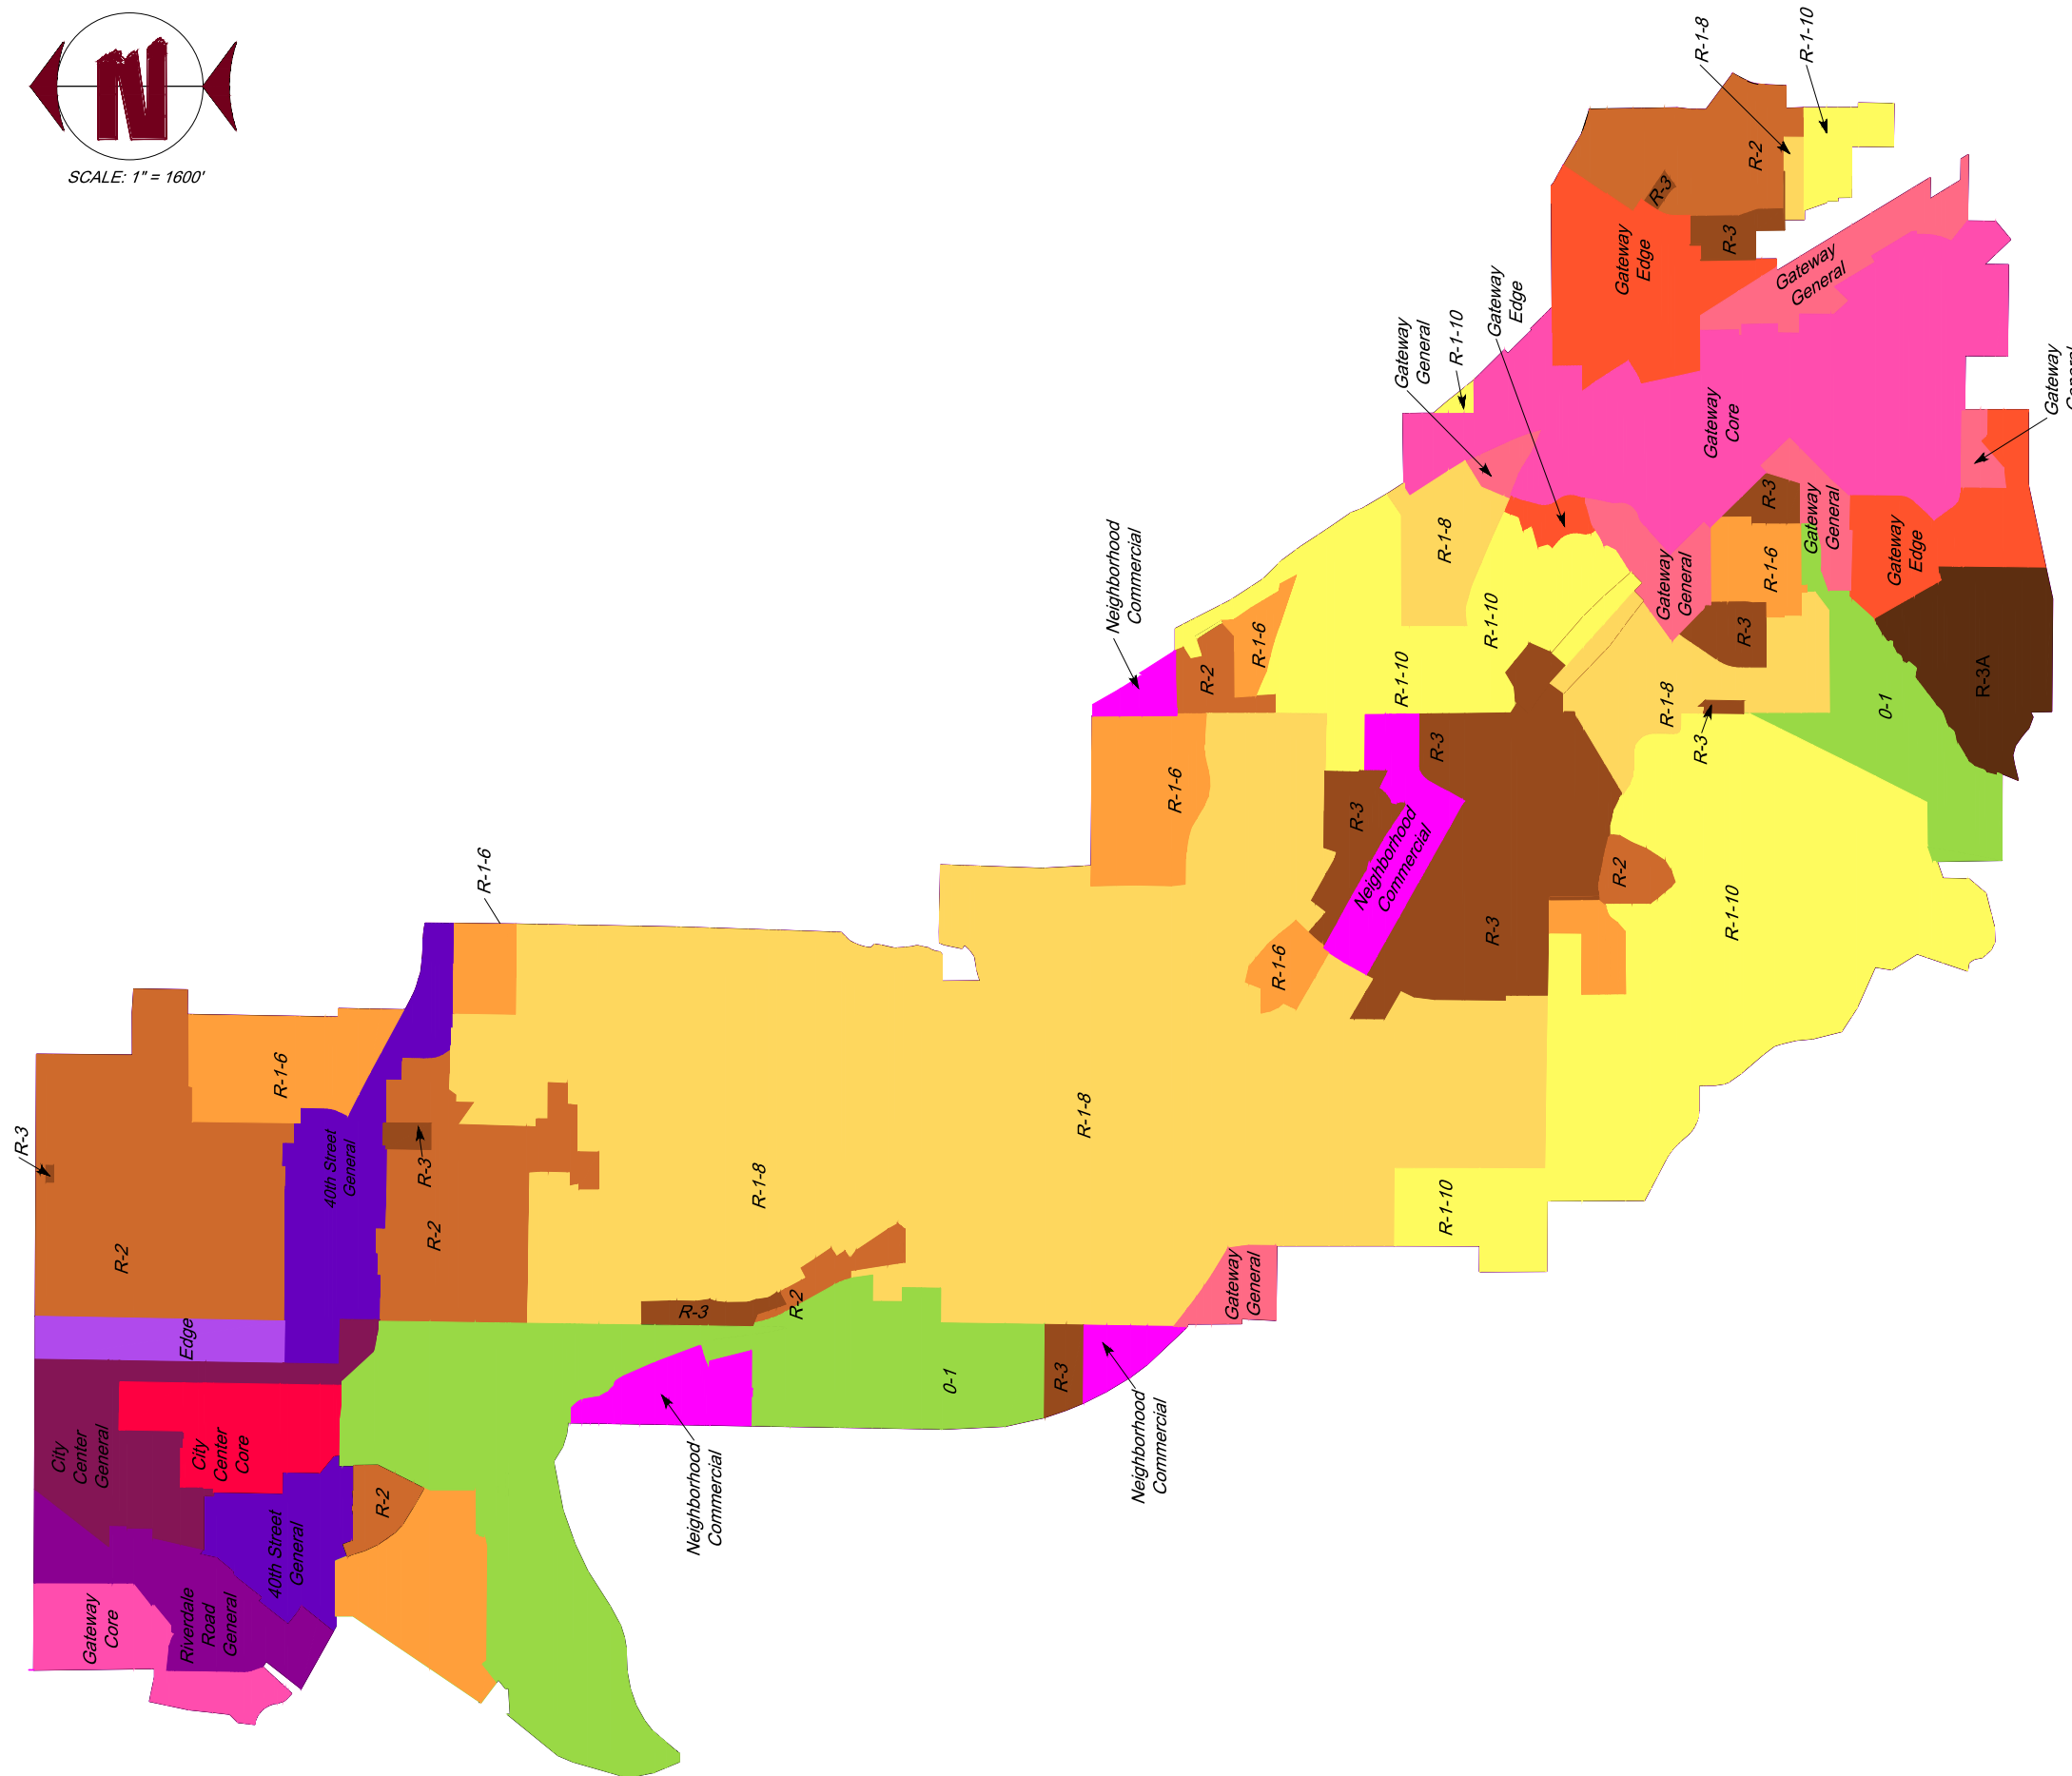 N
SCALE: 1" = 1600'
R-1-8
R-1-10
R-2
R-3
R-3
Gateway
Edge
Gateway
General
Gateway
Edge
R-1-10
Gateway
General
Gateway
Core
Gateway
R-3
Gateway
General
R-1-8
Gateway
Edge
R-1-6
Gateway
General
Neighborhood
Commercial
R-1-10
R-1-6
R-3
R-2
R-1-10
R-3A
R-1-8
0-1
R-3
R-3
R-1-6
R-3
Neighborhood
Commercial
R-1-6
R-2
R-1-10
R-3
R-1-6
R-1-6
R-3
40th Street
General
R-3
R-1-8
R-1-8
R-1-10
R-2
R-2
Gateway
General
R-3
R-2
Edge
0-1
R-3
Neighborhood
Commercial
City
Center
General
City
Center
Core
Neighborhood
Commercial
R-2
40th Street
General
Gateway
Core
Riverdale
Road
General